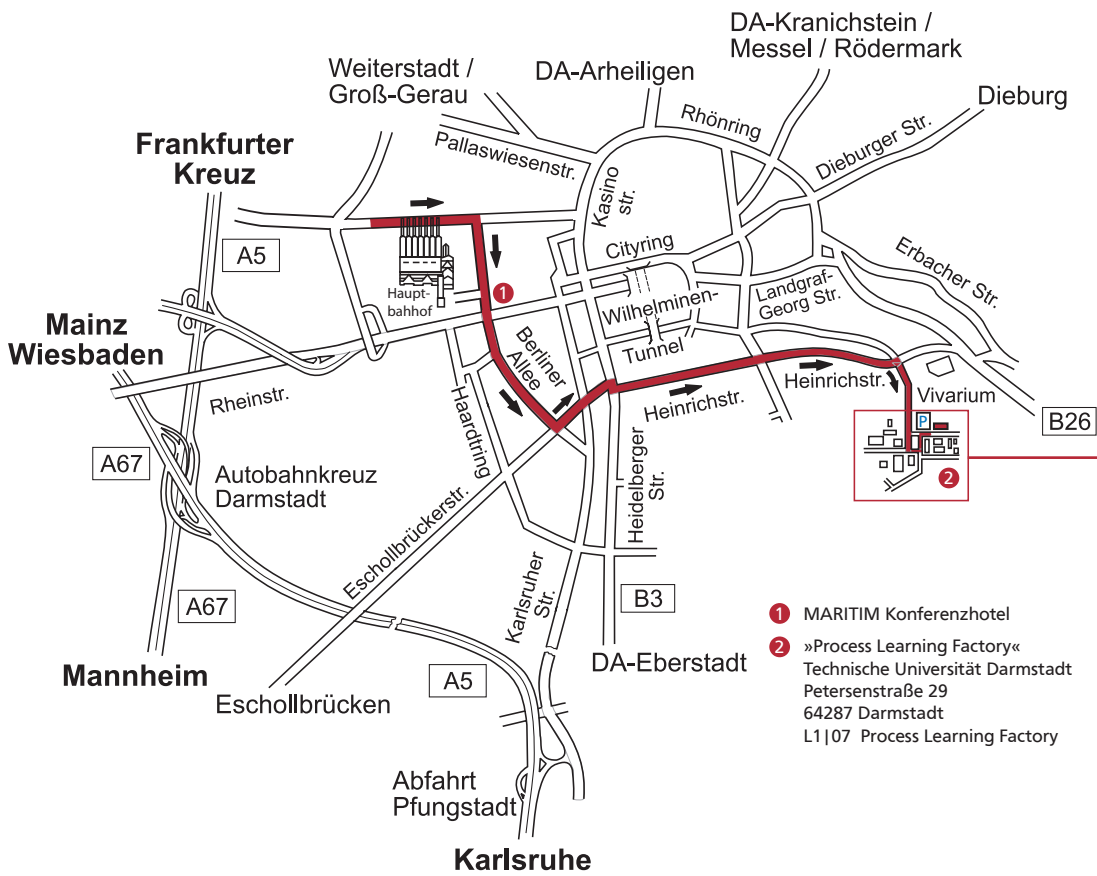 DA-Kranichstein /
Messel / Rödermark
Weiterstadt /
Groß-Gerau
DA-Arheiligen
Dieburg
Rhönring
Frankfurter
Kreuz
Pallaswiesenstr.
Dieburger Str.
Kasino
str.
A5
Cityring
Erbacher Str.
Haupt-
bahnhof
1
Landgraf-
Georg Str.
Wilhelminen-
Tunnel
Mainz
Wiesbaden
Berliner
Allee
Rheinstr.
Haardtring
Heinrichstr.
Heinrichstr.
Vivarium
P
B26
2
A67
Autobahnkreuz
Darmstadt
Heidelberger
Str.
Eschollbrückerstr.
Karlsruher
Str.
A67
B3
Mannheim
DA-Eberstadt
A5
Eschollbrücken
1 MARITIM Konferenzhotel
2 »Process Learning Factory«
Technische Universität Darmstadt
Petersenstraße 29
64287 Darmstadt
L1|07 Process Learning Factory
Abfahrt
Pfungstadt
Karlsruhe